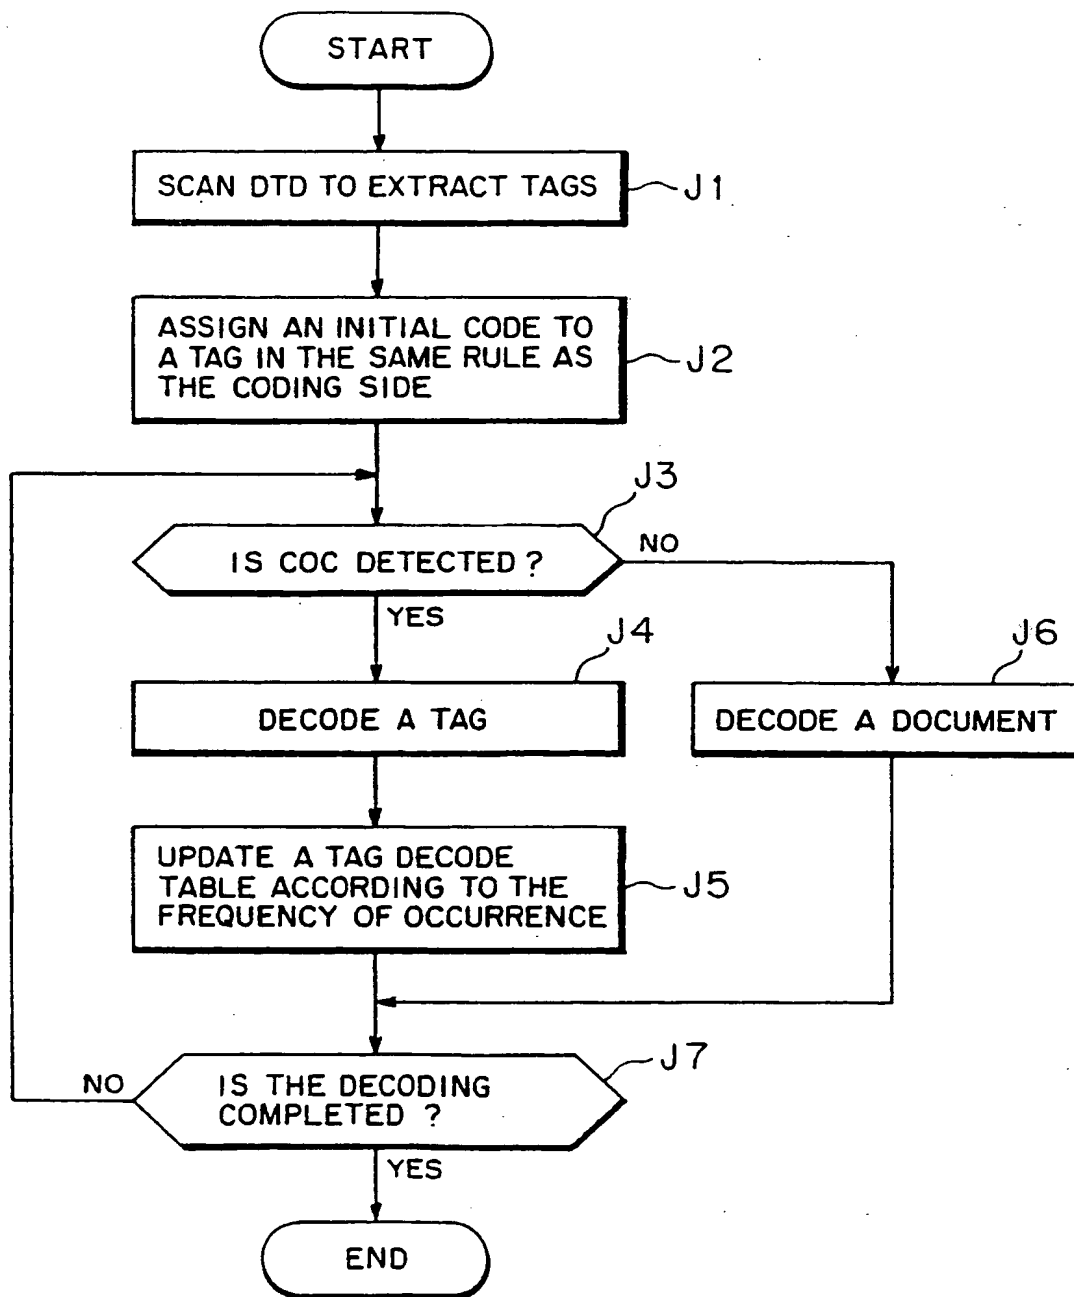 START
SCAN DTD TO EXTRACT TAGS
J1
ASSIGN AN INITIAL CODE TO
A TAG IN THE SAME RULE AS
THE CODING SIDE
J2
J3
IS COC DETECTED ?
NO
YES
J4
J6
DECODE A TAG
DECODE A DOCUMENT
UPDATE A TAG DECODE
TABLE ACCORDING TO THE
FREQUENCY OF OCCURRENCE
J5
J7
NO
IS THE DECODING
COMPLETED ?
YES
END